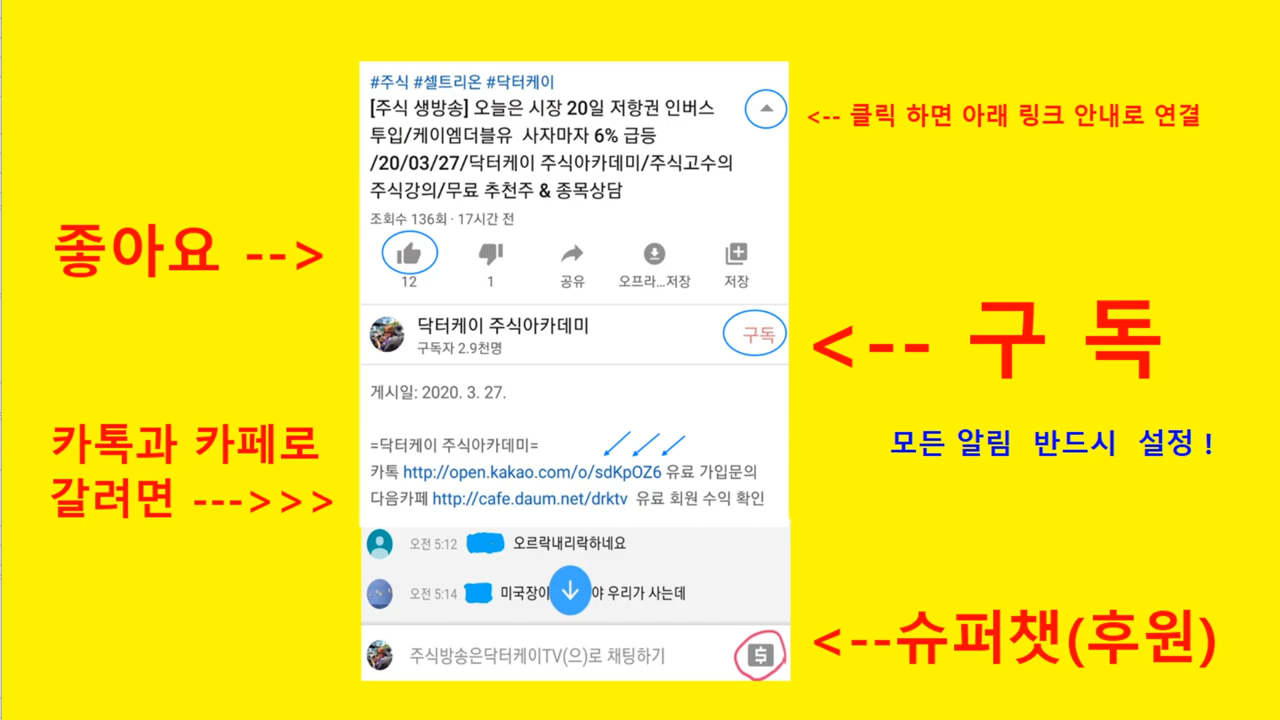 #주식 #셀트리온 #닥터케이
[주식 생방송] 오늘은 시장 20일 저항권 인버스
투입/케이엠더블유 사자마자 6% 급등
/20/03/27/닥터케이 주식아카데미/주식고수의
주식강의/무료 추천주 & 종목상담
<-- 클릭 하면 아래 링크 안내로 연결
조회수 136회 · 17시간 전
좋아요 -->
12
1
공유
오프라...저장
저장
닥터케이 주식아카데미
구독자 2.9천명
구독
<-- 구 독
게시일: 2020. 3. 27.
모든 알림 반드시 설정 !
카톡과 카페로
갈려면 --->>>
=닥터케이 주식아카데미=
카톡 http://open.kakao.com/o/sdKpOZ6 유료 가입문의
다음카페 http://cafe.daum.net/drktv 유료 회원 수익 확인
오전 5:12 오르락내리락하네요
오전 5:14 미국장이 야 우리가 사는데
주식방송은닥터케이TV(으)로 채팅하기
<--슈퍼챗(후원)